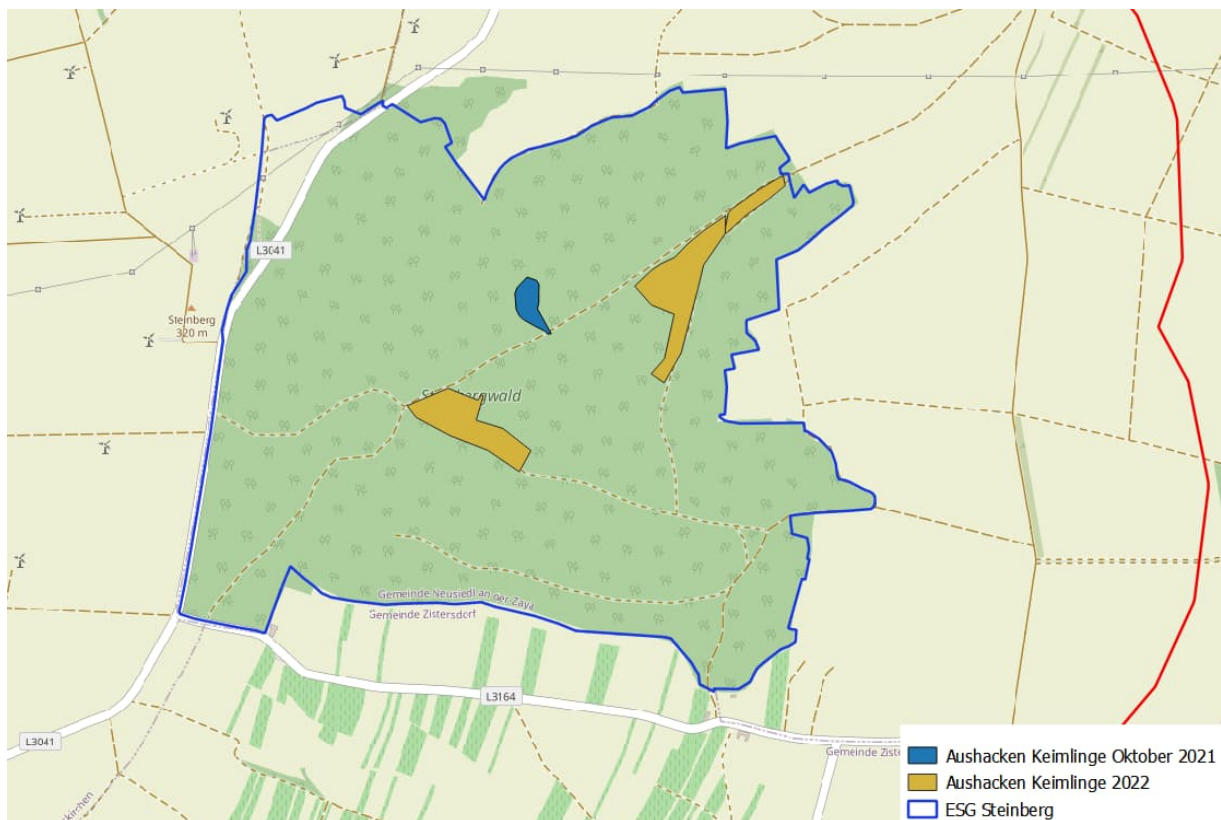 L3041
Steinberg
320 m
Gemeinde Neusiedl an der Zaya
Gemeinde Zistersdorf
L3164
L3041
Aushacken Keimlinge Oktober 2021
Aushacken Keimlinge 2022
ESG Steinberg